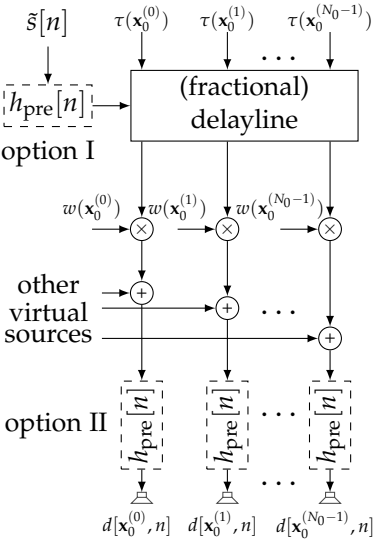 s̃[n] τ(x₀⁽⁰⁾) τ(x₀⁽¹⁾) τ(x₀⁽ᴺ⁰⁻¹⁾)
...
h_pre[n] (fractional)
delayline
option I
w(x₀⁽⁰⁾) w(x₀⁽¹⁾) w(x₀⁽ᴺ⁰⁻¹⁾)
× × ×
other +
virtual + ...
sources +
option II h_pre[n] h_pre[n] ... h_pre[n]
...
d[x₀⁽⁰⁾, n] d[x₀⁽¹⁾, n] d[x₀⁽ᴺ⁰⁻¹⁾, n]